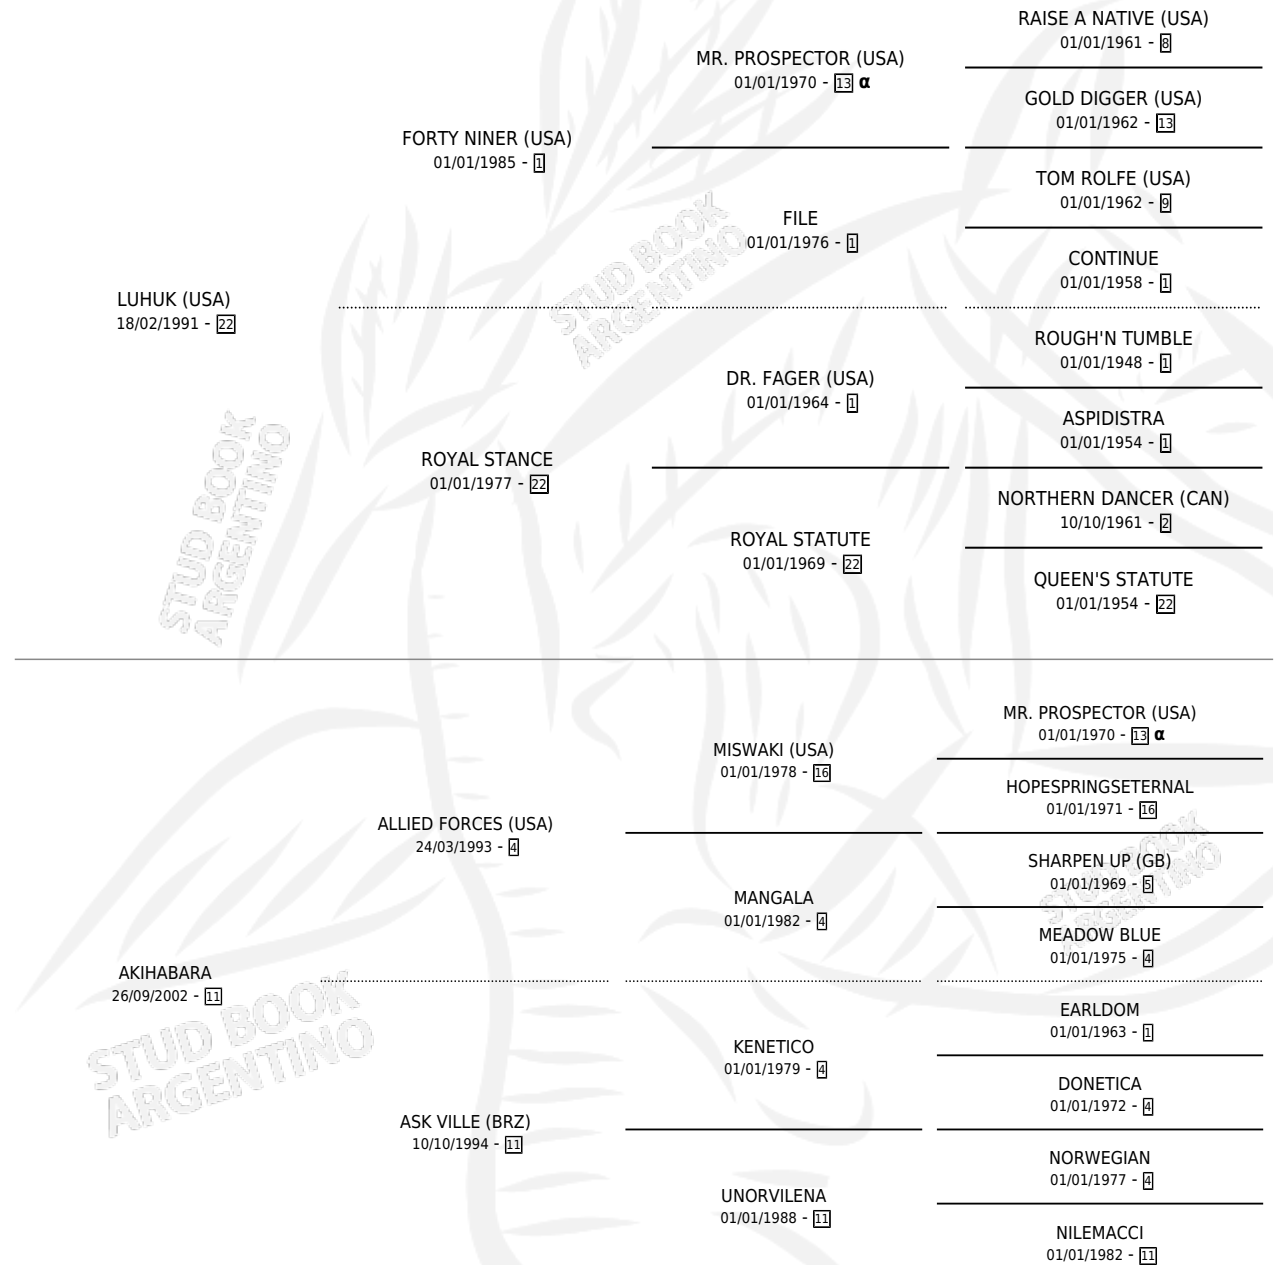 RAISE A NATIVE (USA)
01/01/1961 - 8
MR. PROSPECTOR (USA)
01/01/1970 - 13 α
GOLD DIGGER (USA)
01/01/1962 - 13
FORTY NINER (USA)
01/01/1985 - 1
TOM ROLFE (USA)
01/01/1962 - 9
FILE
01/01/1976 - 1
CONTINUE
01/01/1958 - 1
STUD BOOK
ARGENTINO
LUHUK (USA)
18/02/1991 - 22
ROUGH'N TUMBLE
01/01/1948 - 1
DR. FAGER (USA)
01/01/1964 - 1
ASPIDISTRA
01/01/1954 - 1
ROYAL STANCE
01/01/1977 - 22
NORTHERN DANCER (CAN)
10/10/1961 - 2
ROYAL STATUTE
01/01/1969 - 22
QUEEN'S STATUTE
01/01/1954 - 22
STUD BOOK
ARGENTINO
MR. PROSPECTOR (USA)
01/01/1970 - 13 α
MISWAKI (USA)
01/01/1978 - 16
HOPESPRINGSETERNAL
01/01/1971 - 16
ALLIED FORCES (USA)
24/03/1993 - 4
SHARPEN UP (GB)
01/01/1969 - 5
STUD BOOK
ARGENTINO
MANGALA
01/01/1982 - 4
MEADOW BLUE
01/01/1975 - 4
AKIHABARA
26/09/2002 - 11
EARLDOM
01/01/1963 - 1
KENETICO
01/01/1979 - 4
DONETICA
01/01/1972 - 4
STUD BOOK
ARGENTINO
ASK VILLE (BRZ)
10/10/1994 - 11
NORWEGIAN
01/01/1977 - 4
UNORVILENA
01/01/1988 - 11
NILEMACCI
01/01/1982 - 11